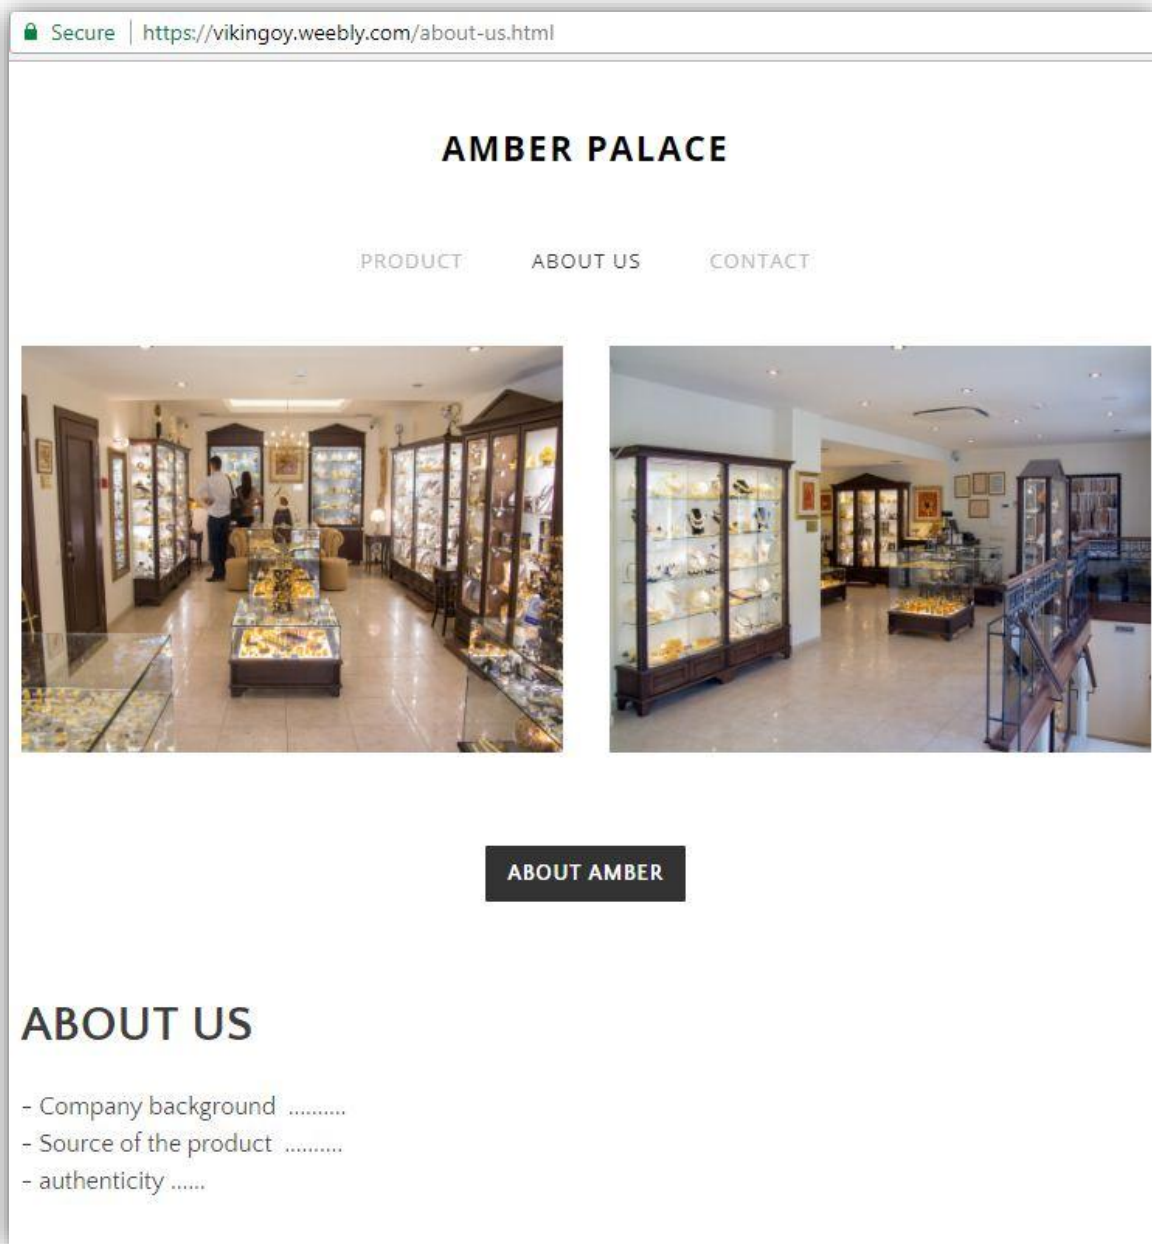 Secure | https://vikingoy.weebly.com/about-us.html
AMBER PALACE
PRODUCT ABOUT US CONTACT
ABOUT AMBER
ABOUT US
- Company background ..........
- Source of the product ..........
- authenticity ......